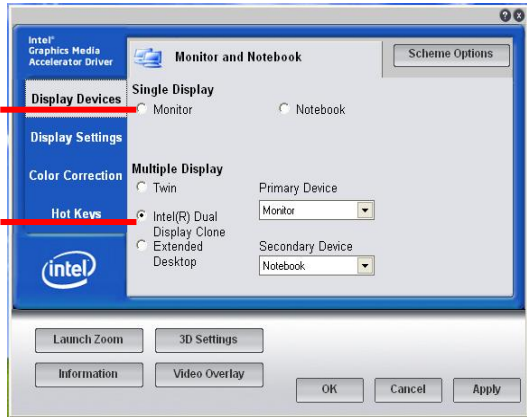 Intel®
Graphics Media
Accelerator Driver
Monitor and Notebook
Scheme Options
Display Devices
Display Settings
Color Correction
Hot Keys
intel
Single Display
Monitor
Notebook
Multiple Display
Twin
Intel(R) Dual
Display Clone
Extended
Desktop
Primary Device
Monitor
Secondary Device
Notebook
Launch Zoom
3D Settings
Information
Video Overlay
OK
Cancel
Apply